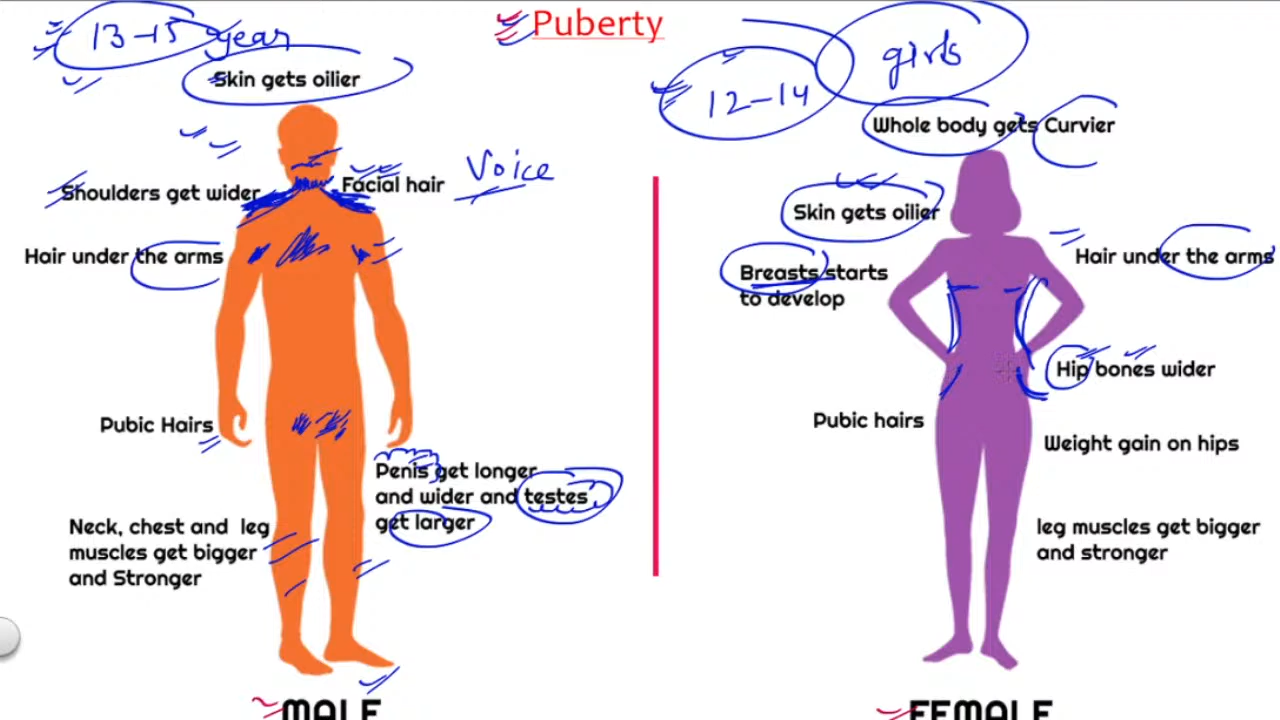 Puberty
13-15 year
Skin gets oilier
Shoulders get wider
Facial hair
Voice
Hair under the arms
Pubic Hairs
Penis get longer
and wider and testes
get larger
Neck, chest and leg
muscles get bigger
and Stronger
MALE
12-14
girls
Whole body gets Curvier
Skin gets oilier
Breasts starts
to develop
Hair under the arms
Hip bones wider
Pubic hairs
Weight gain on hips
leg muscles get bigger
and stronger
FEMALE